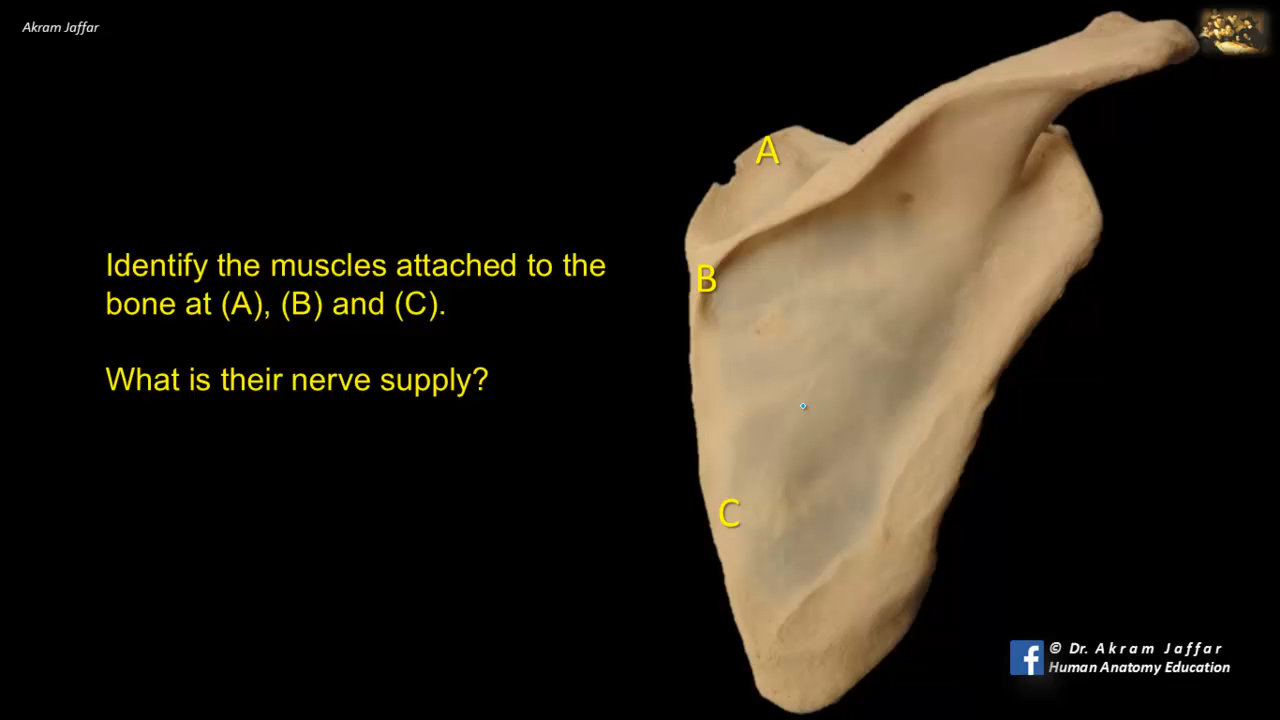 Akram Jaffar
A
B
Identify the muscles attached to the
bone at (A), (B) and (C).
What is their nerve supply?
C
© Dr. Akram Jaffar
Human Anatomy Education